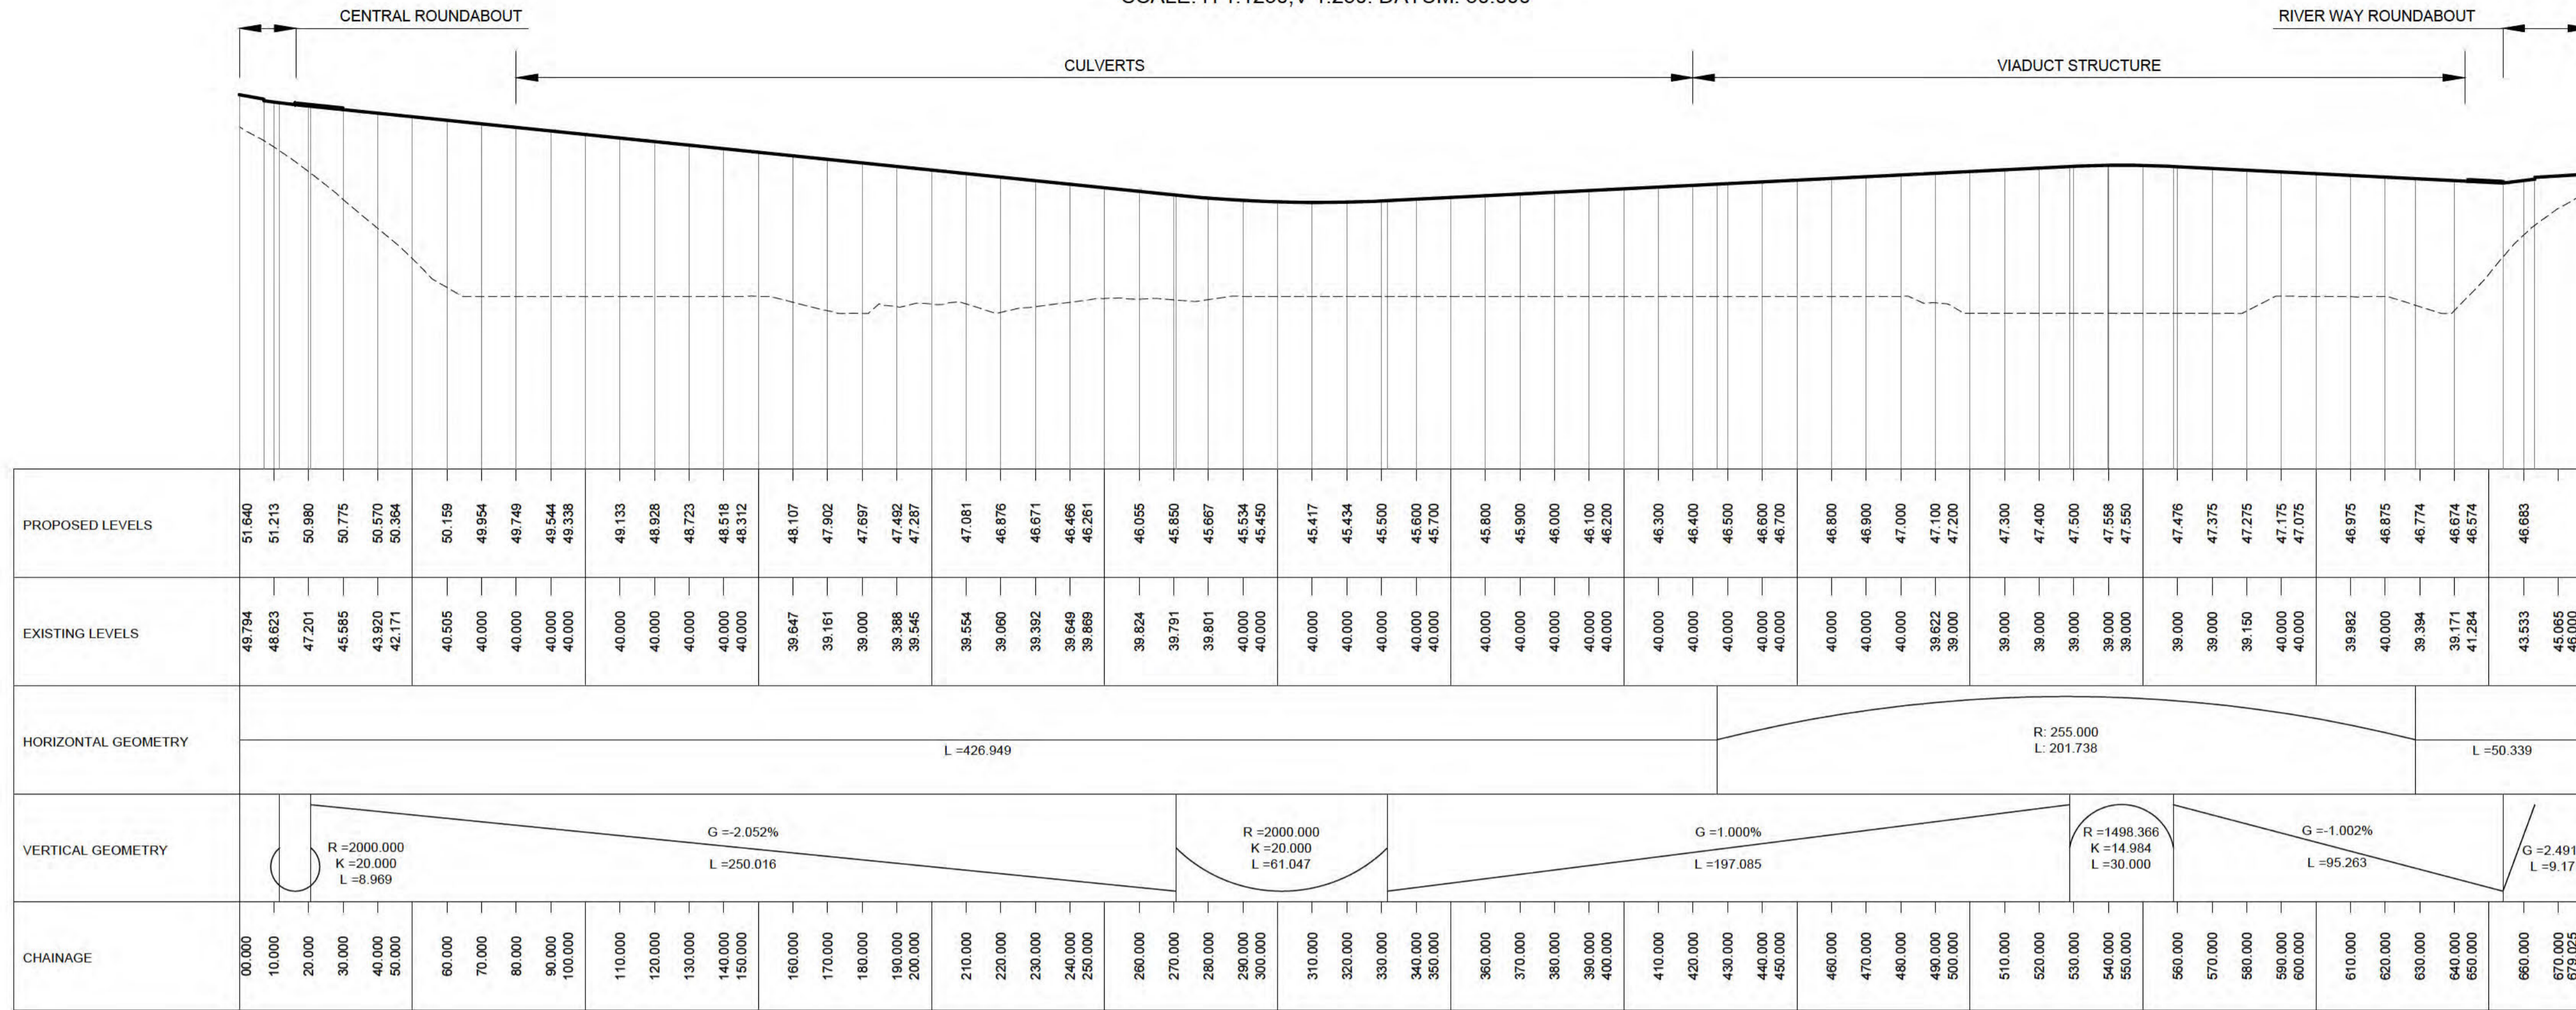 CENTRAL ROUNDABOUT
RIVER WAY ROUNDABOUT
CULVERTS
VIADUCT STRUCTURE
PROPOSED LEVELS
51.640 51.213 50.980 50.775 50.570 50.364 50.159 49.954 49.749 49.544 49.338 49.133 48.928 48.723 48.518 48.312 48.107 47.902 47.697 47.492 47.287 47.081 46.876 46.671 46.466 46.261 46.055 45.850 45.667 45.534 45.450 45.417 45.434 45.500 45.600 45.700 45.800 45.900 46.000 46.100 46.200 46.300 46.400 46.500 46.600 46.700 46.800 46.900 47.000 47.100 47.200 47.300 47.400 47.500 47.558 47.550 47.476 47.375 47.275 47.175 47.075 46.975 46.875 46.774 46.674 46.574 46.683
EXISTING LEVELS
49.794 48.623 47.201 45.585 43.920 42.171 40.505 40.000 40.000 40.000 40.000 40.000 40.000 40.000 40.000 40.000 39.647 39.161 39.000 39.388 39.545 39.554 39.060 39.392 39.649 39.869 39.824 39.791 39.801 40.000 40.000 40.000 40.000 40.000 40.000 40.000 40.000 40.000 40.000 40.000 40.000 40.000 40.000 40.000 40.000 40.000 40.000 40.000 40.000 39.622 39.000 39.000 39.000 39.000 39.000 39.000 39.000 39.000 39.150 40.000 40.000 39.982 40.000 39.394 39.171 41.284 43.533 45.065
HORIZONTAL GEOMETRY
L =426.949
R: 255.000
L: 201.738
L =50.339
VERTICAL GEOMETRY
R =2000.000
K =20.000
L =8.969
G =-2.052%
L =250.016
R =2000.000
K =20.000
L =61.047
G =1.000%
L =197.085
R =1498.366
K =14.984
L =30.000
G =-1.002%
L =95.263
G =2.491
L =9.17
CHAINAGE
00.000 10.000 20.000 30.000 40.000 50.000 60.000 70.000 80.000 90.000 100.000 110.000 120.000 130.000 140.000 150.000 160.000 170.000 180.000 190.000 200.000 210.000 220.000 230.000 240.000 250.000 260.000 270.000 280.000 290.000 300.000 310.000 320.000 330.000 340.000 350.000 360.000 370.000 380.000 390.000 400.000 410.000 420.000 430.000 440.000 450.000 460.000 470.000 480.000 490.000 500.000 510.000 520.000 530.000 540.000 550.000 560.000 570.000 580.000 590.000 600.000 610.000 620.000 630.000 640.000 650.000 660.000 670.000 679.025